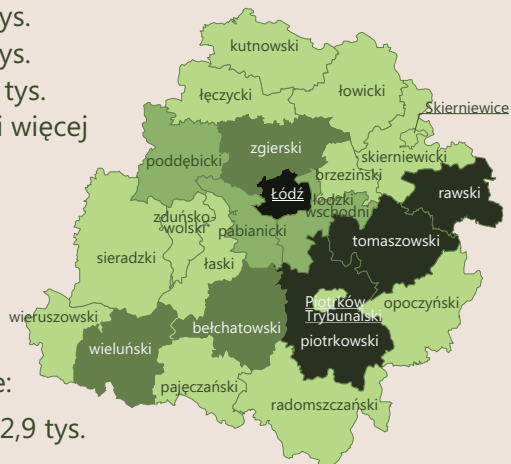 ys.
ys.
tys.
i więcej
kutnowski
łęczycki
łowicki
Skierniewice
zgierski
poddębicki
skierniewicki
brzeziński
rawski
Łódź
łódzki
wschodni
zduńsko-
wolski
pabianicki
tomaszowski
sieradzki
łaski
Piotrków
Trybunalski
opoczyński
wieruszowski
bełchatowski
piotrkowski
wieluński
e:
pajęczański
radomszczański
2,9 tys.